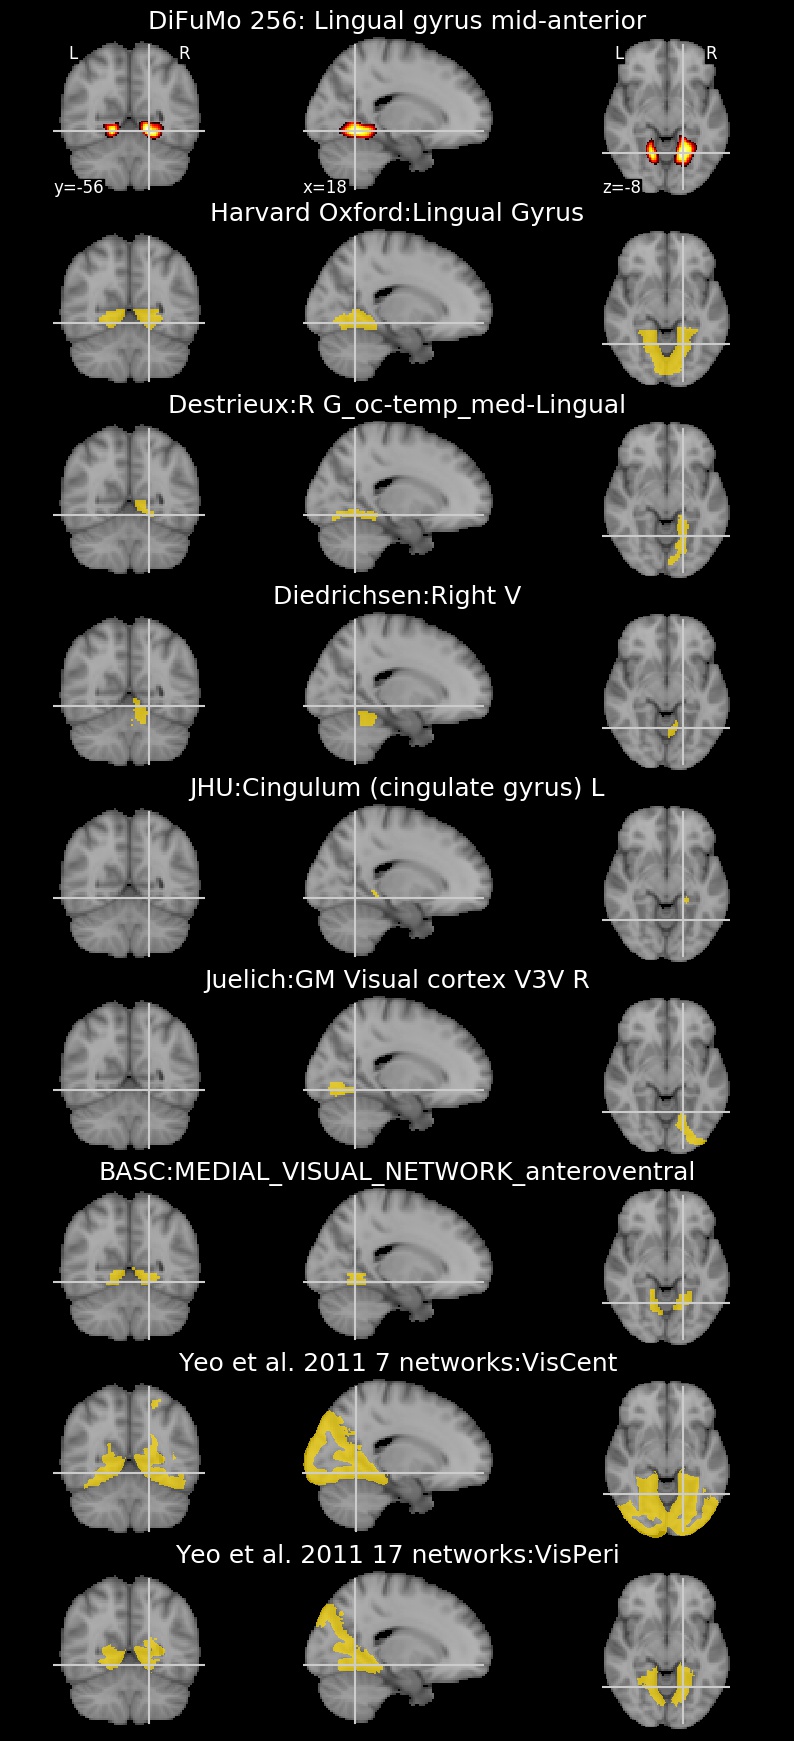 DiFuMo 256: Lingual gyrus mid-anterior
L R L R
y=-56 x=18 z=-8
Harvard Oxford:Lingual Gyrus
Destrieux:R G_oc-temp_med-Lingual
Diedrichsen:Right V
JHU:Cingulum (cingulate gyrus) L
Juelich:GM Visual cortex V3V R
BASC:MEDIAL_VISUAL_NETWORK_anteroventral
Yeo et al. 2011 7 networks:VisCent
Yeo et al. 2011 17 networks:VisPeri